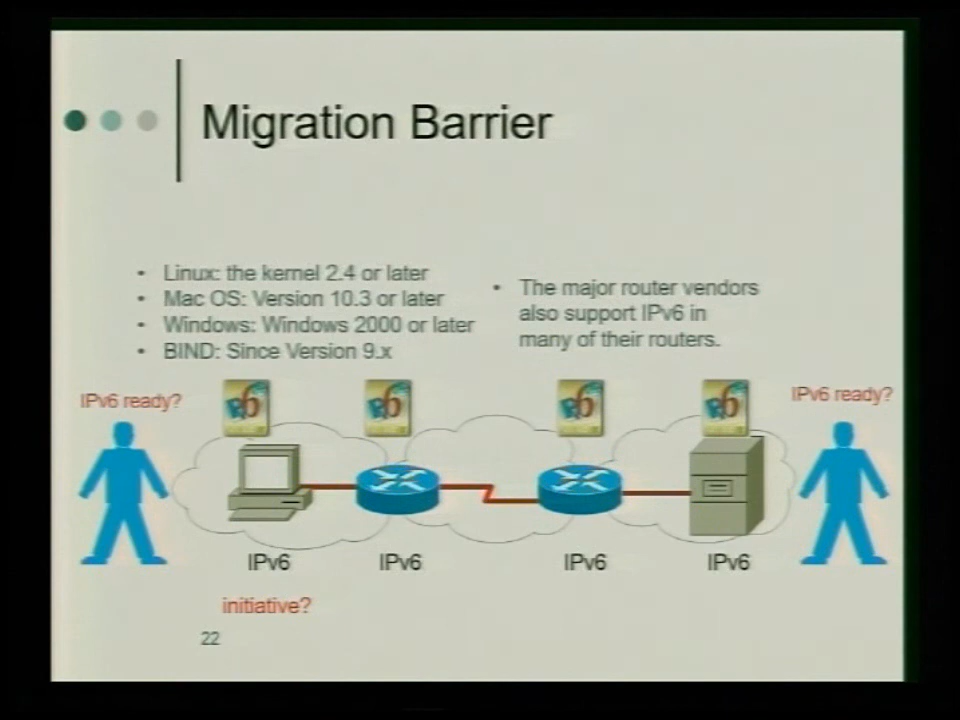 Migration Barrier
• Linux: the kernel 2.4 or later
• Mac OS: Version 10.3 or later
• Windows: Windows 2000 or later
• BIND: Since Version 9.x
• The major router vendors
also support IPv6 in
many of their routers.
IPv6 ready?
IPv6 ready?
IPv6
IPv6
IPv6
IPv6
initiative?
22